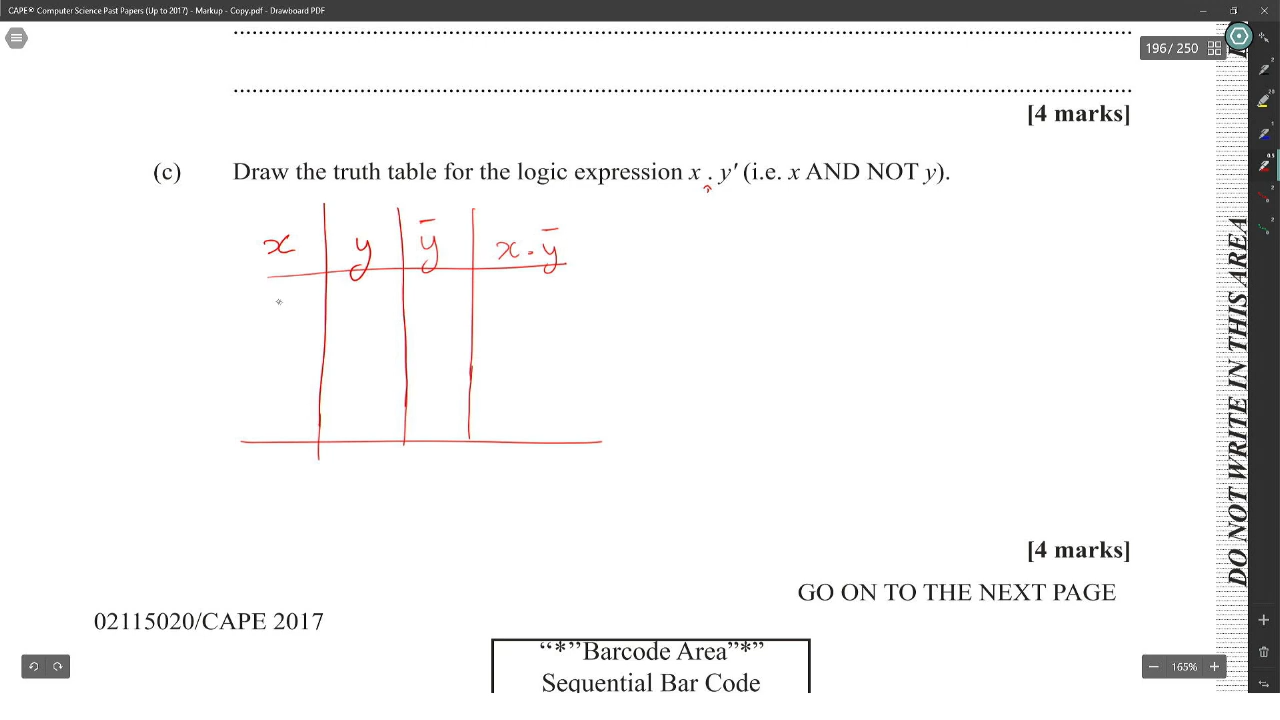 CAPE® Computer Science Past Papers (Up to 2017) - Markup - Copy.pdf - Drawboard PDF
196 / 250
[4 marks]
(c) Draw the truth table for the logic expression x . y′ (i.e. x AND NOT y).
x y ȳ x . ȳ
[4 marks]
GO ON TO THE NEXT PAGE
02115020/CAPE 2017
“*”Barcode Area”*”
Sequential Bar Code
165%
DO NOT WRITE IN THIS AREA